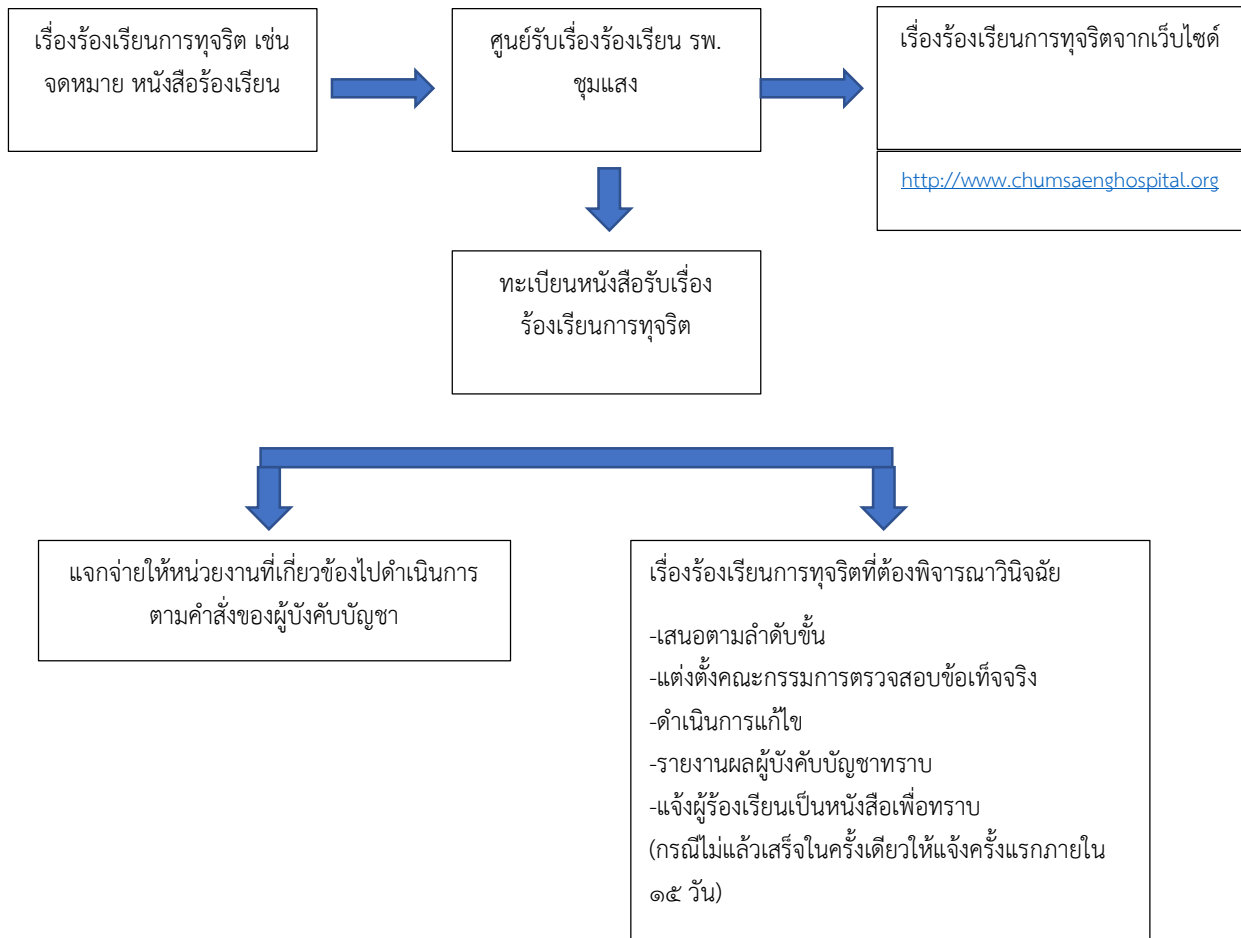 เรื่องร้องเรียนการทุจริต เช่น
จดหมาย หนังสือร้องเรียน
ศูนย์รับเรื่องร้องเรียน รพ.
ชุมแสง
เรื่องร้องเรียนการทุจริตจากเว็บไซด์
http://www.chumsaenghospital.org
ทะเบียนหนังสือรับเรื่อง
ร้องเรียนการทุจริต
แจกจ่ายให้หน่วยงานที่เกี่ยวข้องไปดำเนินการ
ตามคำสั่งของผู้บังคับบัญชา
เรื่องร้องเรียนการทุจริตที่ต้องพิจารณาวินิจฉัย
-เสนอตามลำดับขั้น
-แต่งตั้งคณะกรรมการตรวจสอบข้อเท็จจริง
-ดำเนินการแก้ไข
-รายงานผลผู้บังคับบัญชาทราบ
-แจ้งผู้ร้องเรียนเป็นหนังสือเพื่อทราบ
(กรณีไม่แล้วเสร็จในครั้งเดียวให้แจ้งครั้งแรกภายใน
๑๕ วัน)